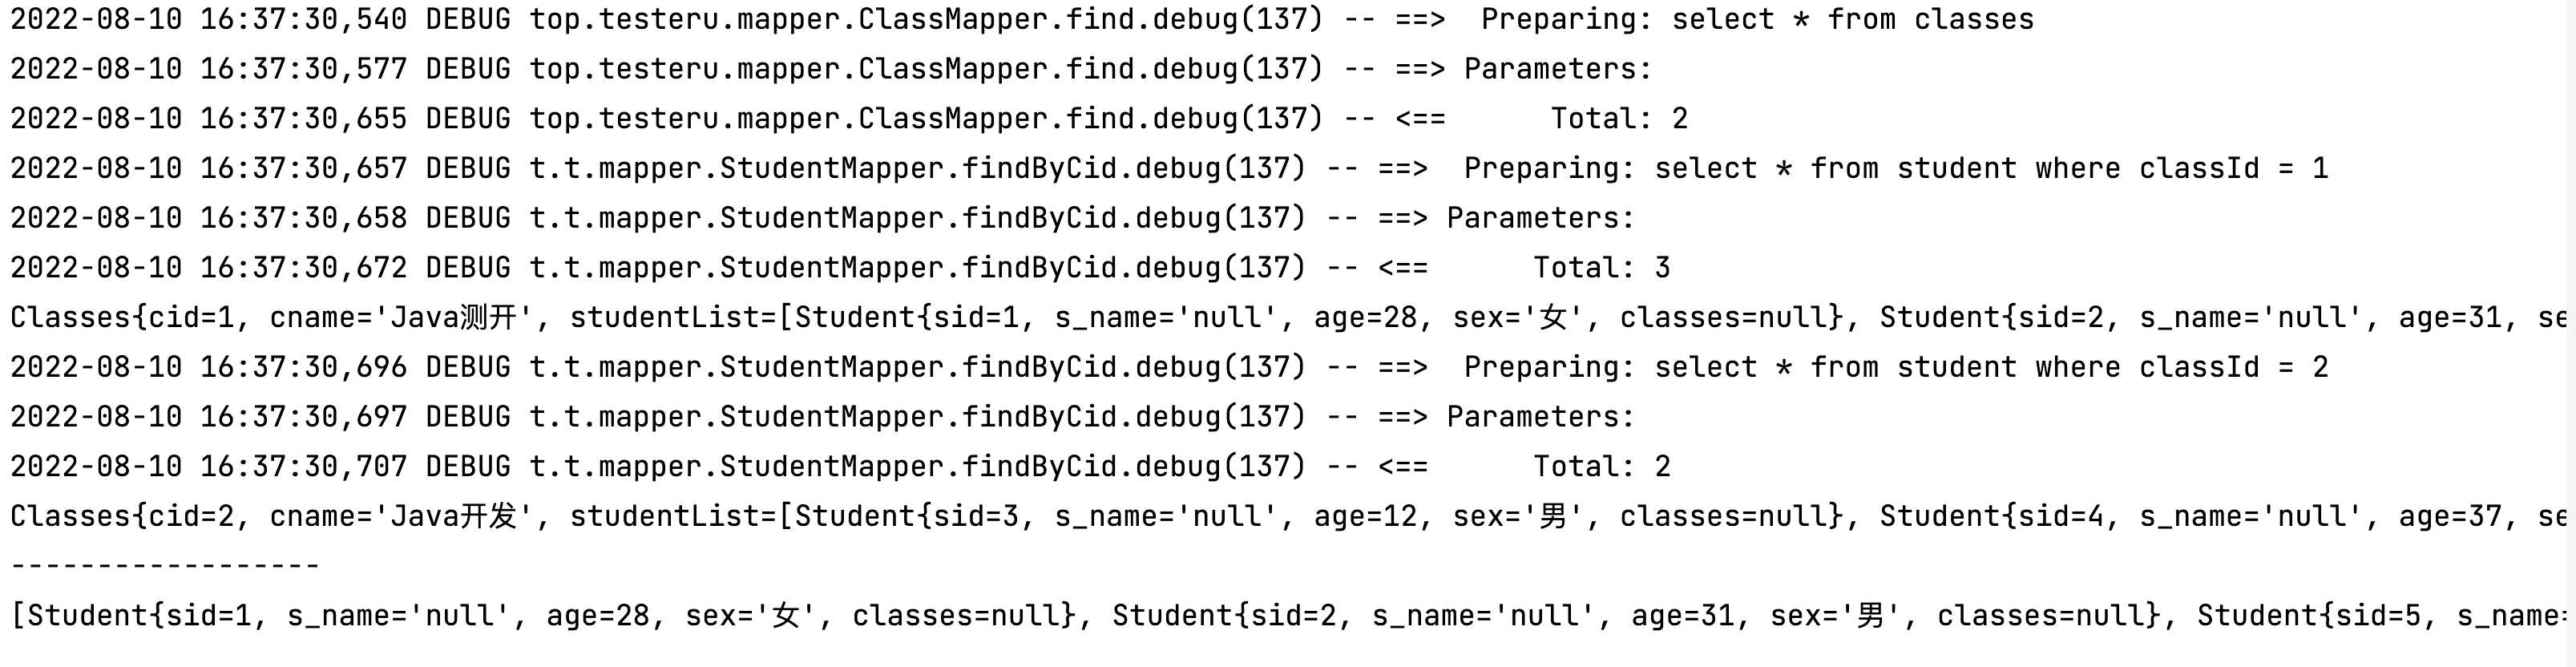 2022-08-10 16:37:30,540 DEBUG top.testeru.mapper.ClassMapper.find.debug(137) -- ==>  Preparing: select * from classes
2022-08-10 16:37:30,577 DEBUG top.testeru.mapper.ClassMapper.find.debug(137) -- ==> Parameters:
2022-08-10 16:37:30,655 DEBUG top.testeru.mapper.ClassMapper.find.debug(137) -- <==      Total: 2
2022-08-10 16:37:30,657 DEBUG t.t.mapper.StudentMapper.findByCid.debug(137) -- ==>  Preparing: select * from student where classId = 1
2022-08-10 16:37:30,658 DEBUG t.t.mapper.StudentMapper.findByCid.debug(137) -- ==> Parameters:
2022-08-10 16:37:30,672 DEBUG t.t.mapper.StudentMapper.findByCid.debug(137) -- <==      Total: 3
Classes{cid=1, cname='Java测开', studentList=[Student{sid=1, s_name='null', age=28, sex='女', classes=null}, Student{sid=2, s_name='null', age=31, se
2022-08-10 16:37:30,696 DEBUG t.t.mapper.StudentMapper.findByCid.debug(137) -- ==>  Preparing: select * from student where classId = 2
2022-08-10 16:37:30,697 DEBUG t.t.mapper.StudentMapper.findByCid.debug(137) -- ==> Parameters:
2022-08-10 16:37:30,707 DEBUG t.t.mapper.StudentMapper.findByCid.debug(137) -- <==      Total: 2
Classes{cid=2, cname='Java开发', studentList=[Student{sid=3, s_name='null', age=12, sex='男', classes=null}, Student{sid=4, s_name='null', age=37, se
------------------
[Student{sid=1, s_name='null', age=28, sex='女', classes=null}, Student{sid=2, s_name='null', age=31, sex='男', classes=null}, Student{sid=5, s_name=